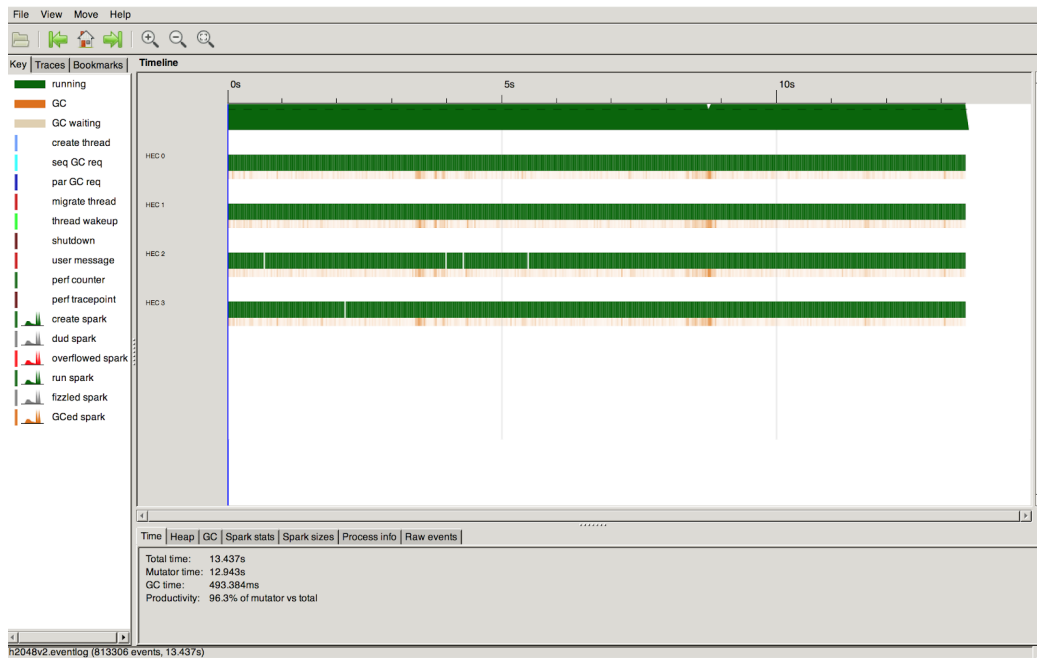 File View Move Help
Key Traces Bookmarks
running
GC
GC waiting
create thread
seq GC req
par GC req
migrate thread
thread wakeup
shutdown
user message
perf counter
perf tracepoint
create spark
dud spark
overflowed spark
run spark
fizzled spark
GCed spark
Timeline
0s 5s 10s
HEC 0
HEC 1
HEC 2
HEC 3
Time Heap GC Spark stats Spark sizes Process info Raw events
Total time: 13.437s
Mutator time: 12.943s
GC time: 493.384ms
Productivity: 96.3% of mutator vs total
h2048v2.eventlog (813306 events, 13.437s)